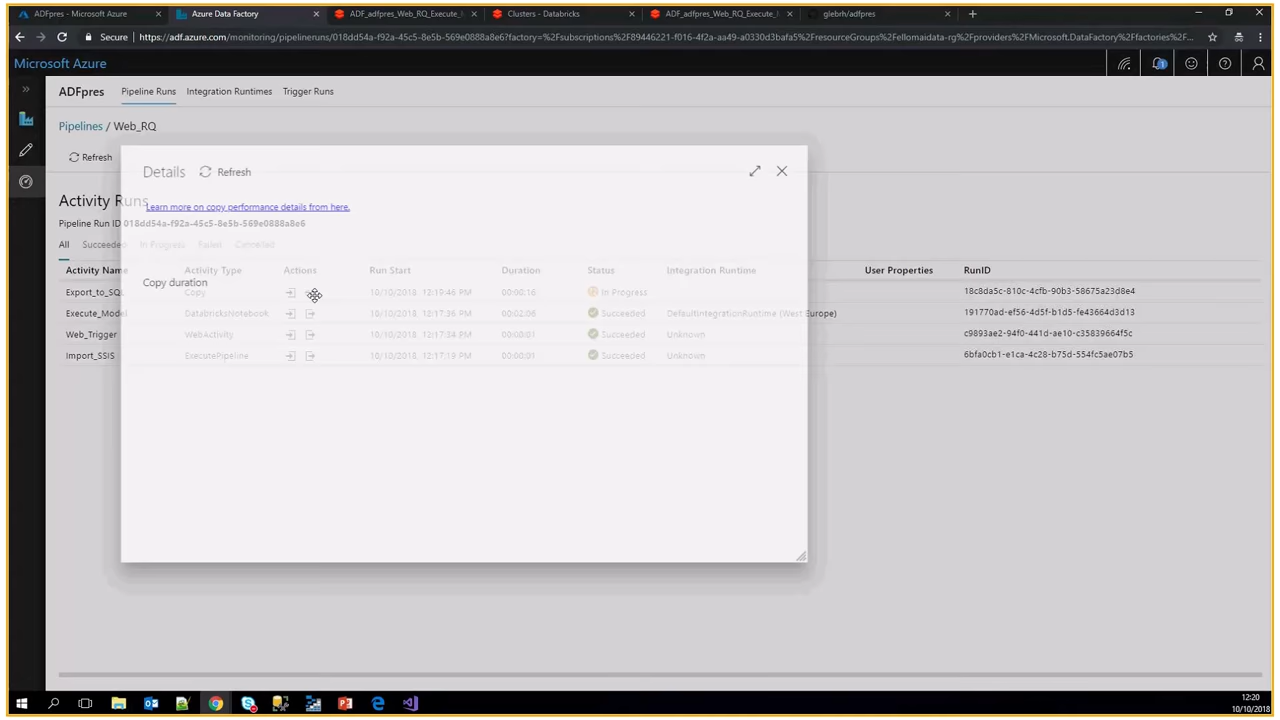 ADFpres - Microsoft Azure
Azure Data Factory
ADF_adfpres_Web_RQ_Execute_
Clusters - Databricks
ADF_adfpres_Web_RQ_Execute_
glebrh/adfpres
Secure
https://adf.azure.com/monitoring/pipelineruns/018dd54a-f92a-45c5-8e5b-569e0888a8e6?factory=%2Fsubscriptions%2F89446221-f016-4f2a-aa49-a0330d3bafa5%2FresourceGroups%2Fellomaidata-rg%2Fproviders%2FMicrosoft.DataFactory%2Ffactories%2F...
Microsoft Azure
1
ADFpres
Pipeline Runs
Integration Runtimes
Trigger Runs
Pipelines / Web_RQ
Refresh
Details
Refresh
Activity Runs
Learn more on copy performance details from here.
Pipeline Run ID 018dd54a-f92a-45c5-8e5b-569e0888a8e6
All Succeeded In Progress Failed Cancelled
Activity Name Activity Type Actions Run Start Duration Status Integration Runtime User Properties RunID
Copy duration
Export_to_SQL Copy 10/10/2018, 12:19:46 PM 00:00:16 In Progress 18c8da5c-810c-4cfb-90b3-58675a23d8e4
Execute_Model DatabricksNotebook 10/10/2018, 12:17:36 PM 00:02:06 Succeeded DefaultIntegrationRuntime (West Europe) 191770ad-ef56-4d5f-b1d5-fe43664d3d13
Web_Trigger WebActivity 10/10/2018, 12:17:34 PM 00:00:01 Succeeded Unknown c9893ae2-94f0-441d-ae10-c35839664f5c
Import_SSIS ExecutePipeline 10/10/2018, 12:17:19 PM 00:00:01 Succeeded Unknown 6bfa0cb1-e1ca-4c28-b75d-554fc5ae07b5
12:20
10/10/2018